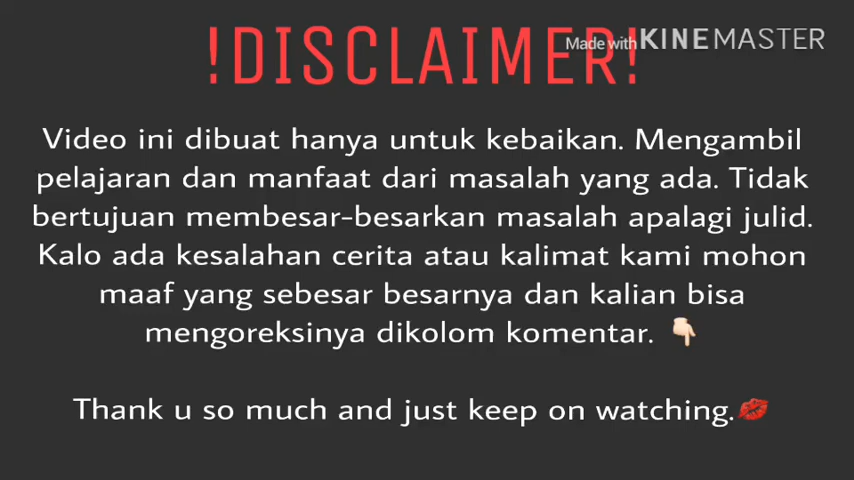 !DISCLAIMER!
Made with KINEMASTER
Video ini dibuat hanya untuk kebaikan. Mengambil
pelajaran dan manfaat dari masalah yang ada. Tidak
bertujuan membesar-besarkan masalah apalagi julid.
Kalo ada kesalahan cerita atau kalimat kami mohon
maaf yang sebesar besarnya dan kalian bisa
mengoreksinya dikolom komentar. 👇🏻
Thank u so much and just keep on watching.💋